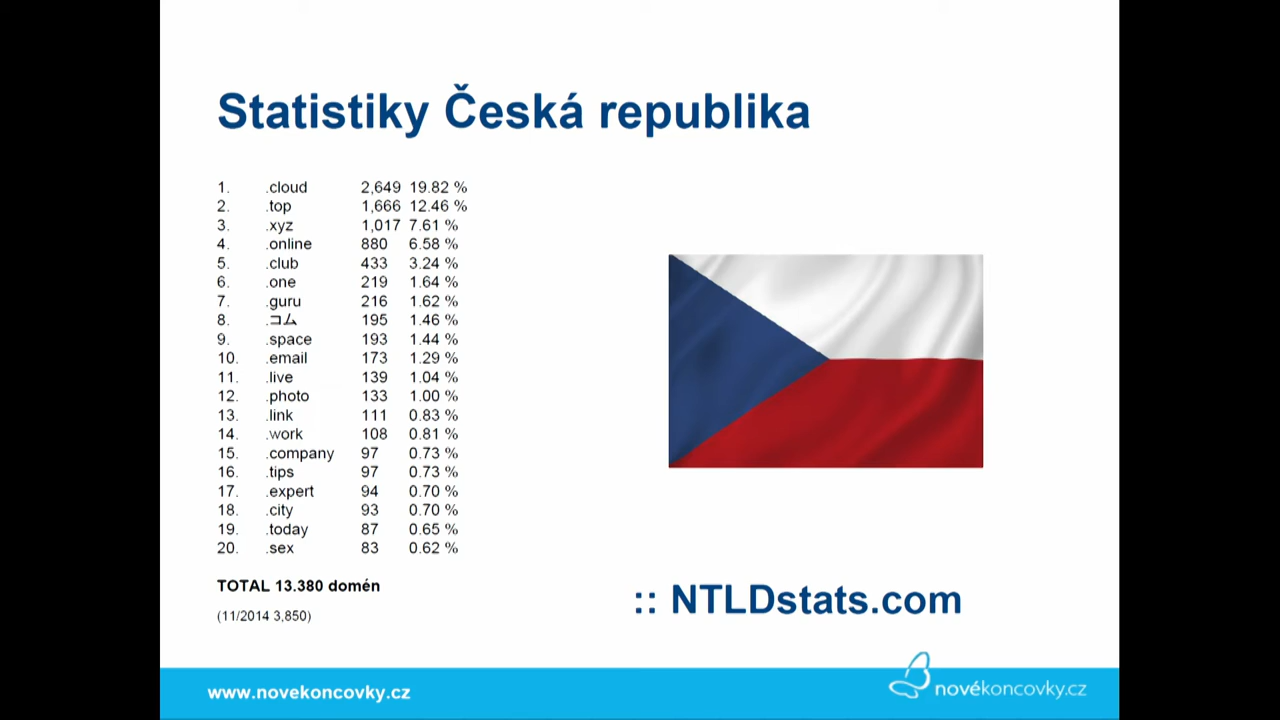 Statistiky Česká republika
1. .cloud 2,649 19.82 %
2. .top 1,666 12.46 %
3. .xyz 1,017 7.61 %
4. .online 880 6.58 %
5. .club 433 3.24 %
6. .one 219 1.64 %
7. .guru 216 1.62 %
8. .コム 195 1.46 %
9. .space 193 1.44 %
10. .email 173 1.29 %
11. .live 139 1.04 %
12. .photo 133 1.00 %
13. .link 111 0.83 %
14. .work 108 0.81 %
15. .company 97 0.73 %
16. .tips 97 0.73 %
17. .expert 94 0.70 %
18. .city 93 0.70 %
19. .today 87 0.65 %
20. .sex 83 0.62 %
TOTAL 13.380 domén
(11/2014 3,850)
:: NTLDstats.com
www.novekoncovky.cz
novékoncovky.cz